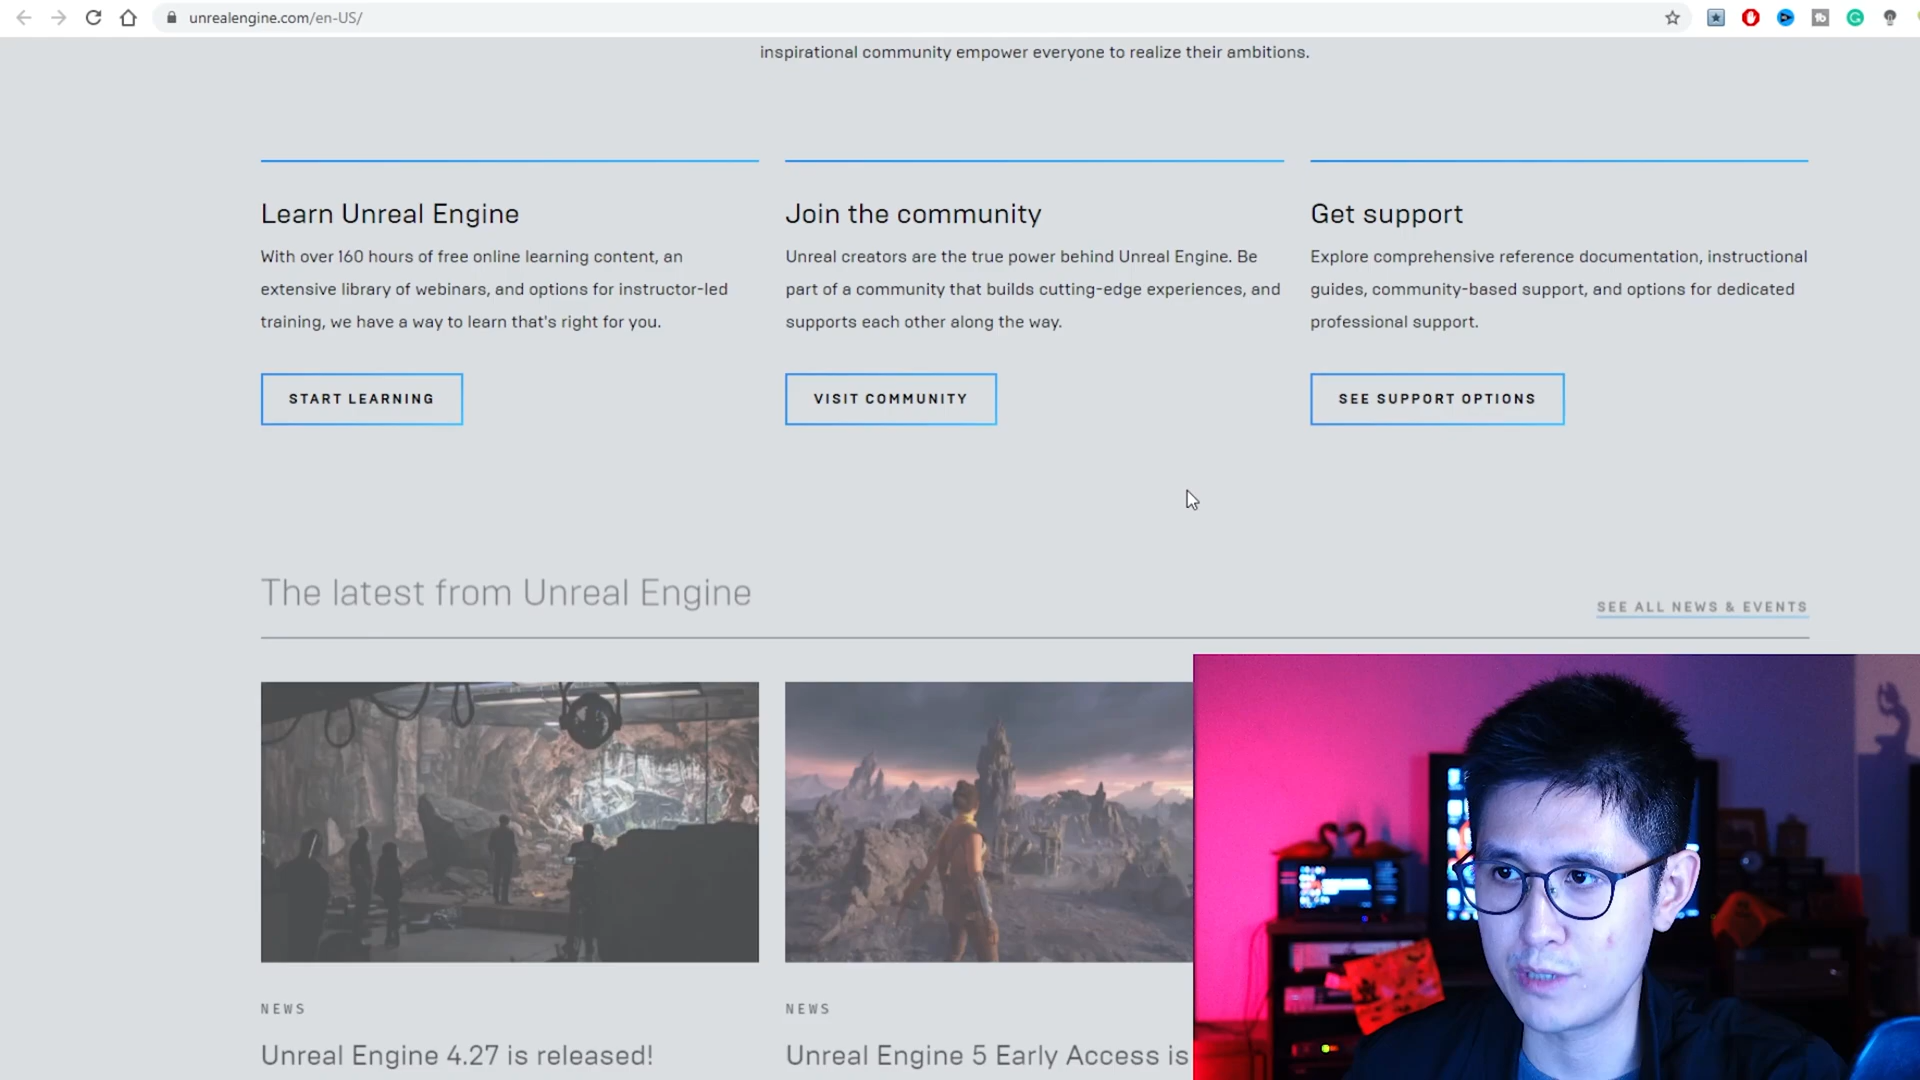 unrealengine.com/en-US/
inspirational community empower everyone to realize their ambitions.
Learn Unreal Engine
With over 160 hours of free online learning content, an
extensive library of webinars, and options for instructor-led
training, we have a way to learn that's right for you.
START LEARNING
Join the community
Unreal creators are the true power behind Unreal Engine. Be
part of a community that builds cutting-edge experiences, and
supports each other along the way.
VISIT COMMUNITY
Get support
Explore comprehensive reference documentation, instructional
guides, community-based support, and options for dedicated
professional support.
SEE SUPPORT OPTIONS
The latest from Unreal Engine
SEE ALL NEWS & EVENTS
NEWS
Unreal Engine 4.27 is released!
NEWS
Unreal Engine 5 Early Access is